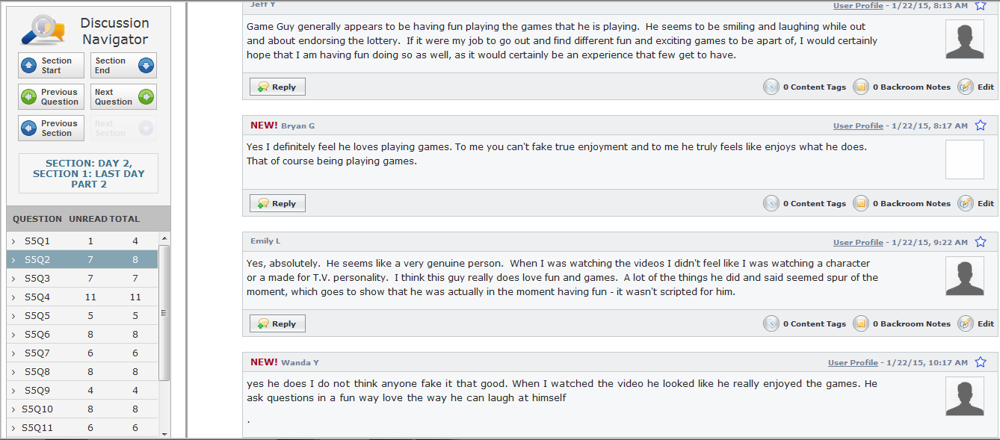 Discussion
Navigator
Section
Start
Section
End
Previous
Question
Next
Question
Previous
Section
Next
Section
SECTION: DAY 2,
SECTION 1: LAST DAY
PART 2
QUESTION UNREAD TOTAL
S5Q1 1 4
S5Q2 7 8
S5Q3 7 7
S5Q4 11 11
S5Q5 5 5
S5Q6 8 8
S5Q7 6 6
S5Q8 8 8
S5Q9 4 4
S5Q10 8 8
S5Q11 6 6
Jeff Y User Profile - 1/22/15, 8:13 AM
Game Guy generally appears to be having fun playing the games that he is playing.  He seems to be smiling and laughing while out
and about endorsing the lottery.  If it were my job to go out and find different fun and exciting games to be apart of, I would certainly
hope that I am having fun doing so as well, as it would certainly be an experience that few get to have.
Reply 0 Content Tags 0 Backroom Notes Edit
NEW! Bryan G User Profile - 1/22/15, 8:17 AM
Yes I definitely feel he loves playing games. To me you can't fake true enjoyment and to me he truly feels like enjoys what he does.
That of course being playing games.
Reply 0 Content Tags 0 Backroom Notes Edit
Emily L User Profile - 1/22/15, 9:22 AM
Yes, absolutely.  He seems like a very genuine person.  When I was watching the videos I didn't feel like I was watching a character
or a made for T.V. personality.  I think this guy really does love fun and games.  A lot of the things he did and said seemed spur of the
moment, which goes to show that he was actually in the moment having fun - it wasn't scripted for him.
Reply 0 Content Tags 0 Backroom Notes Edit
NEW! Wanda Y User Profile - 1/22/15, 10:17 AM
yes he does I do not think anyone fake it that good. When I watched the video he looked like he really enjoyed the games. He
ask questions in a fun way love the way he can laugh at himself
.